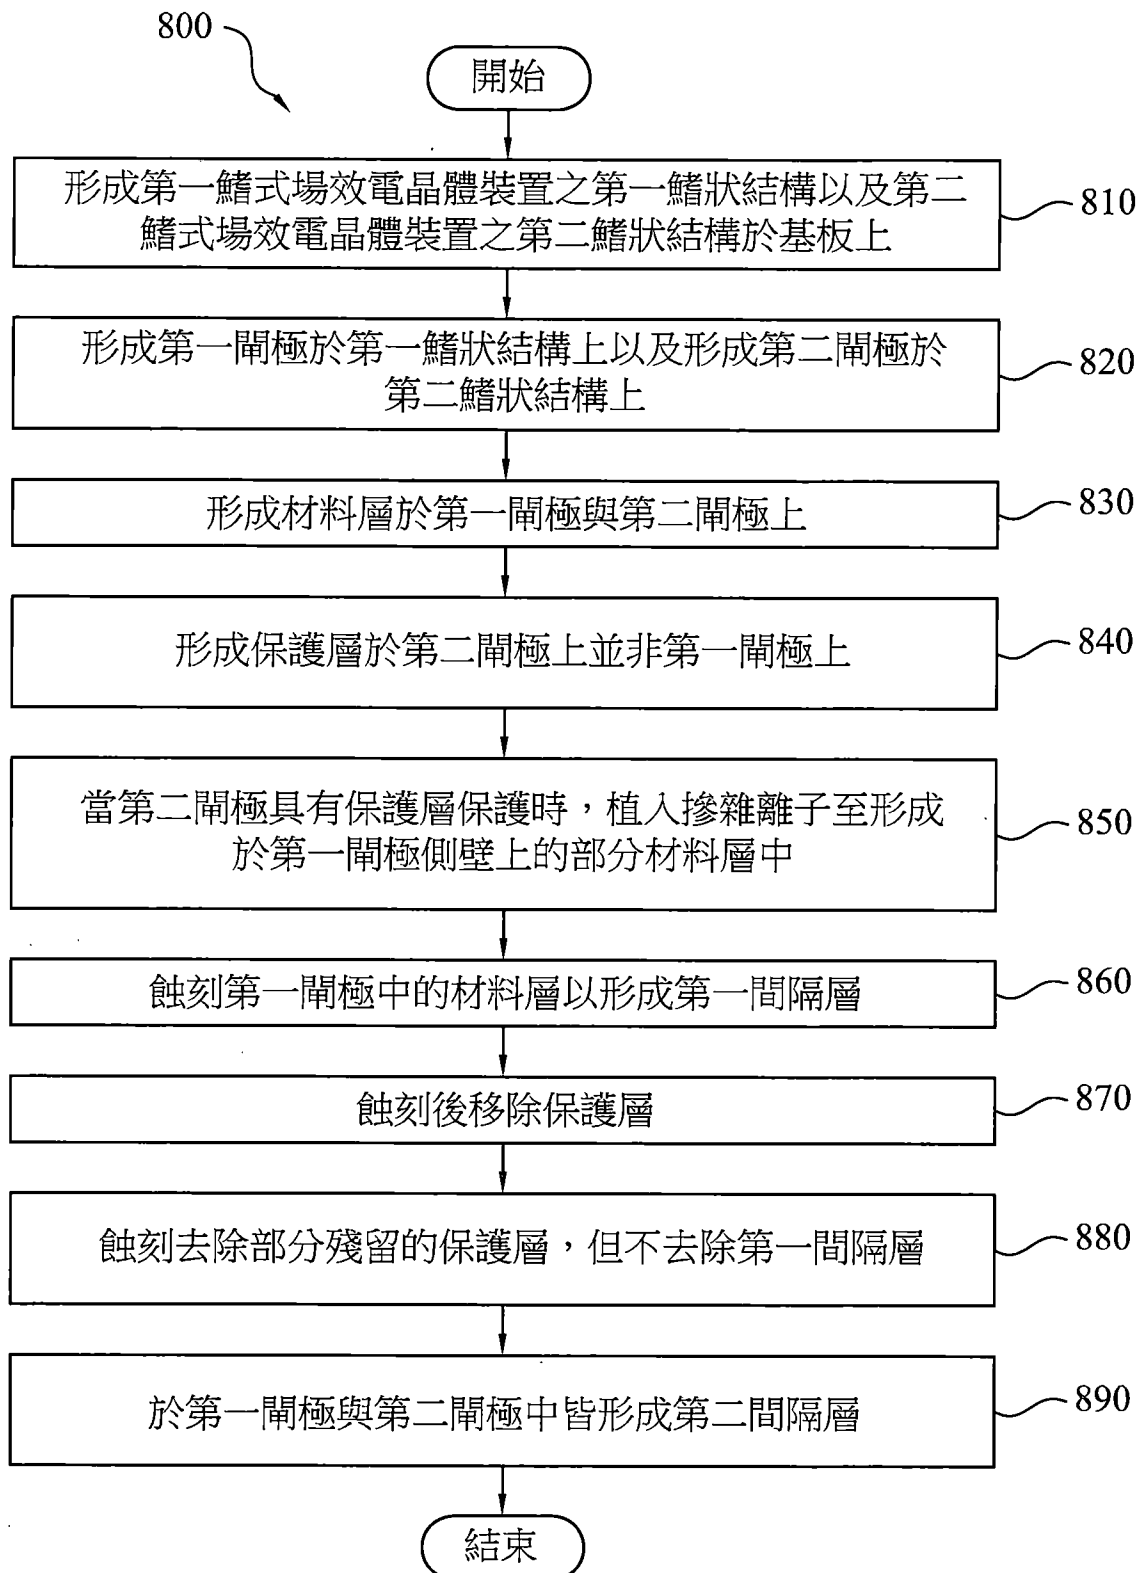 800
開始
形成第一鰭式場效電晶體裝置之第一鰭狀結構以及第二
鰭式場效電晶體裝置之第二鰭狀結構於基板上
810
形成第一閘極於第一鰭狀結構上以及形成第二閘極於
第二鰭狀結構上
820
形成材料層於第一閘極與第二閘極上
830
形成保護層於第二閘極上並非第一閘極上
840
當第二閘極具有保護層保護時，植入摻雜離子至形成
於第一閘極側壁上的部分材料層中
850
蝕刻第一閘極中的材料層以形成第一間隔層
860
蝕刻後移除保護層
870
蝕刻去除部分殘留的保護層，但不去除第一間隔層
880
於第一閘極與第二閘極中皆形成第二間隔層
890
結束